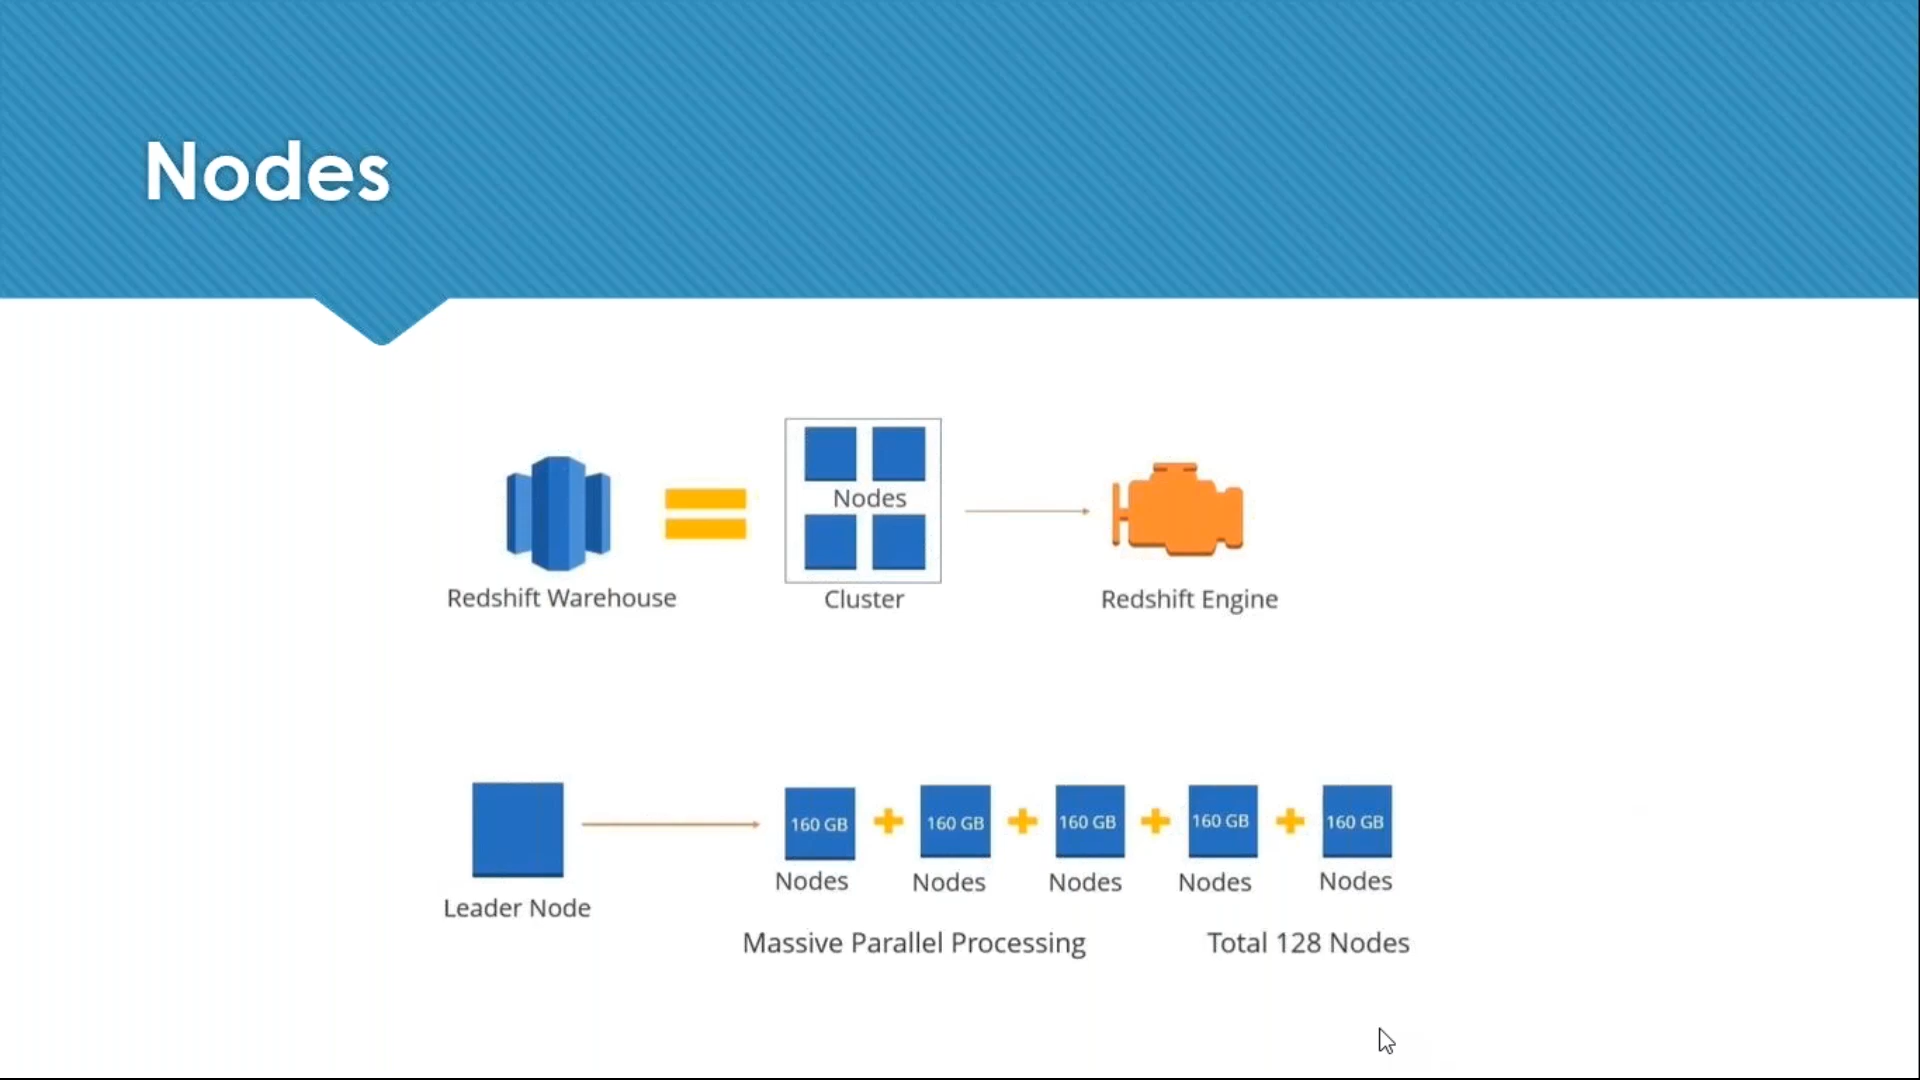 Nodes
Nodes
Redshift Warehouse
Cluster
Redshift Engine
160 GB
160 GB
160 GB
160 GB
160 GB
Nodes
Nodes
Nodes
Nodes
Nodes
Leader Node
Massive Parallel Processing
Total 128 Nodes